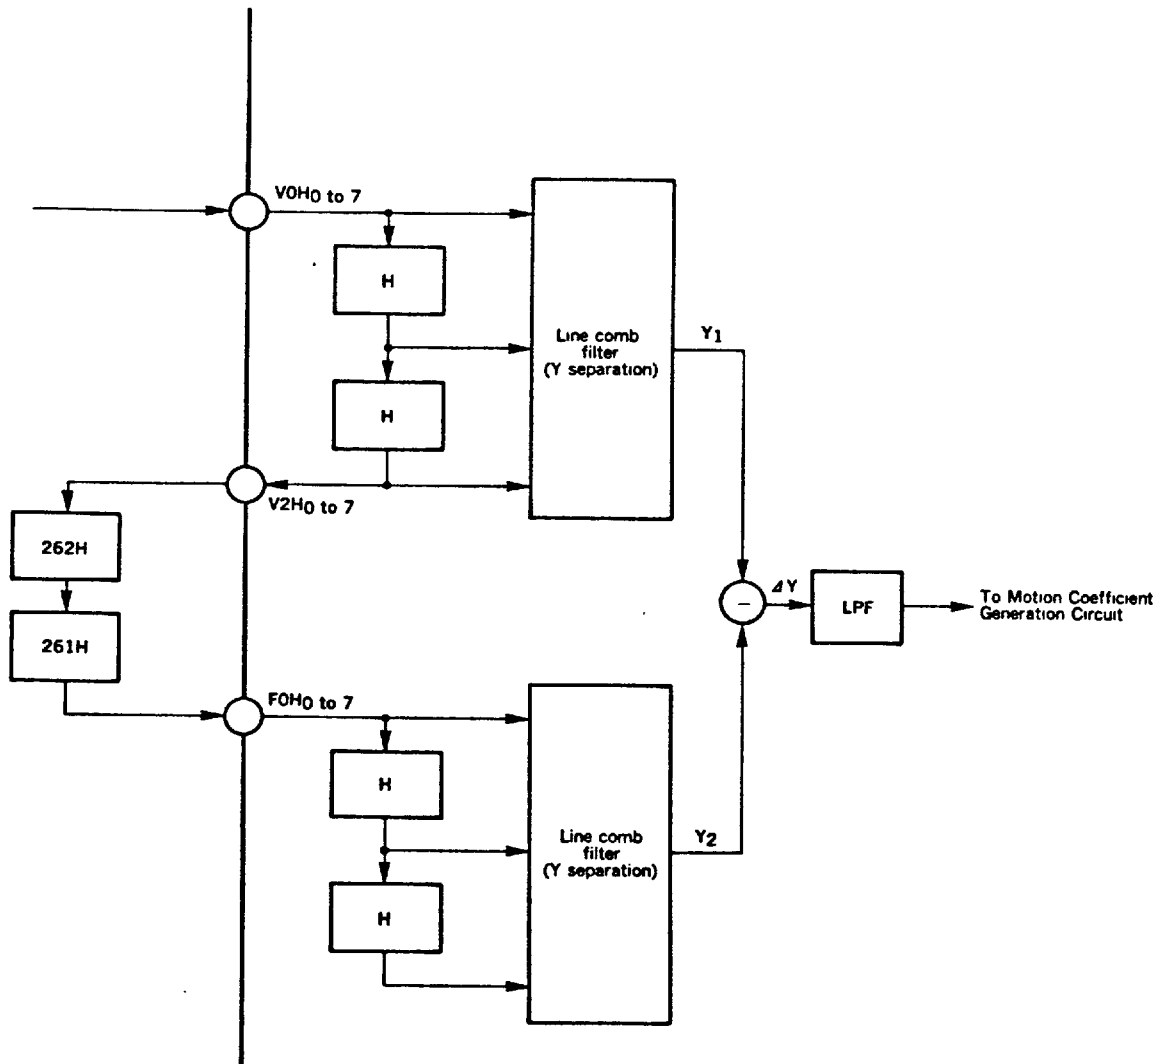 V0H0 to 7
H
H
Line comb
filter
(Y separation)
Y1
V2H0 to 7
262H
261H
−
ΔY
LPF
To Motion Coefficient
Generation Circuit
F0H0 to 7
H
H
Line comb
filter
(Y separation)
Y2